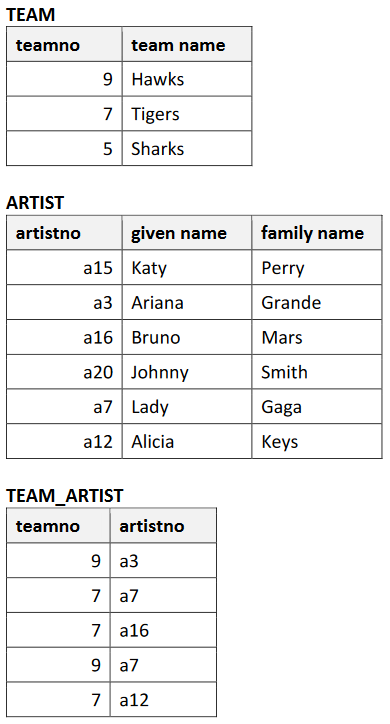 TEAM
teamno team name
9 Hawks
7 Tigers
5 Sharks
ARTIST
artistno given name family name
a15 Katy Perry
a3 Ariana Grande
a16 Bruno Mars
a20 Johnny Smith
a7 Lady Gaga
a12 Alicia Keys
TEAM_ARTIST
teamno artistno
9 a3
7 a7
7 a16
9 a7
7 a12